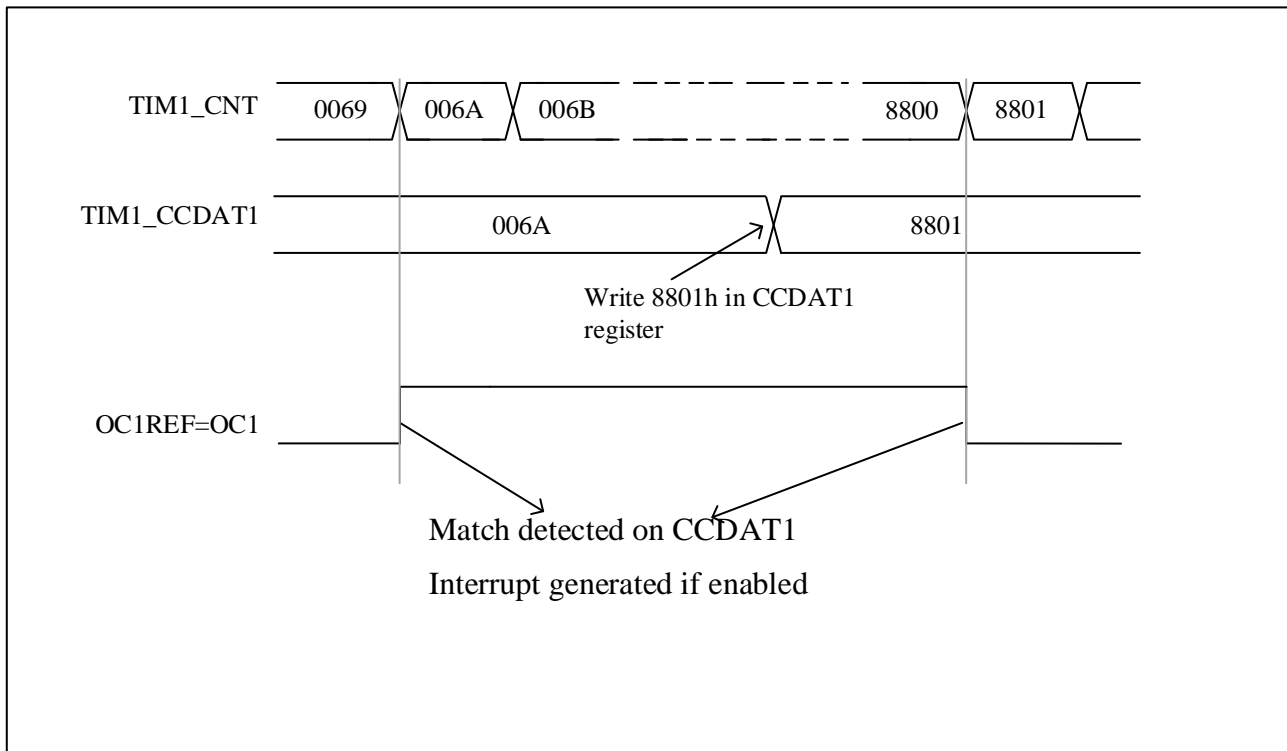 TIM1_CNT 0069 006A 006B 8800 8801
TIM1_CCDAT1 006A 8801
Write 8801h in CCDAT1
register
OC1REF=OC1
Match detected on CCDAT1
Interrupt generated if enabled